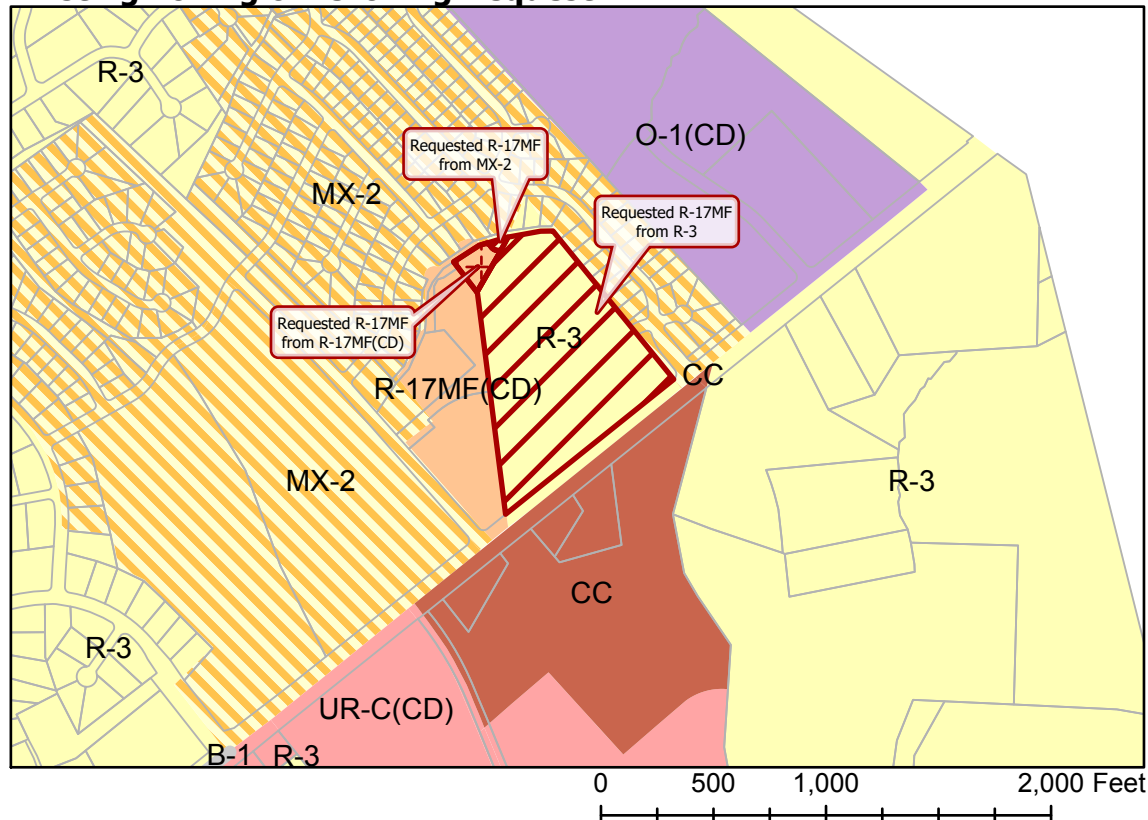 R-3
O-1(CD)
Requested R-17MF
from MX-2
MX-2
Requested R-17MF
from R-3
Requested R-17MF
from R-17MF(CD)
R-3
CC
R-17MF(CD)
MX-2
R-3
CC
R-3
UR-C(CD)
B-1
R-3
0
500
1,000
2,000 Feet